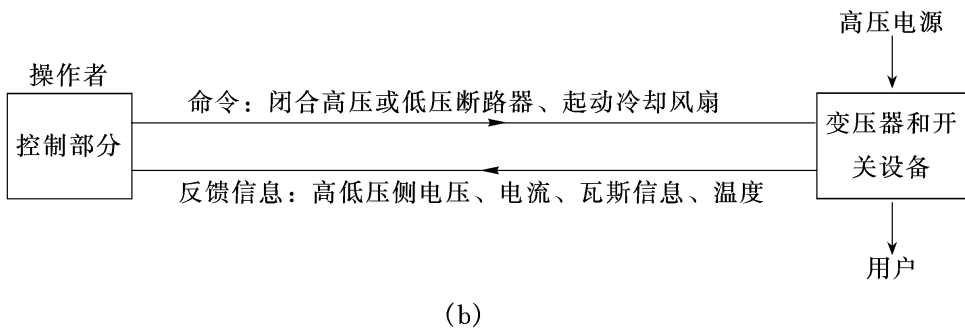 高压电源
操作者
命令：闭合高压或低压断路器、起动冷却风扇
控制部分
变压器和开
关设备
反馈信息：高低压侧电压、电流、瓦斯信息、温度
用户
(b)